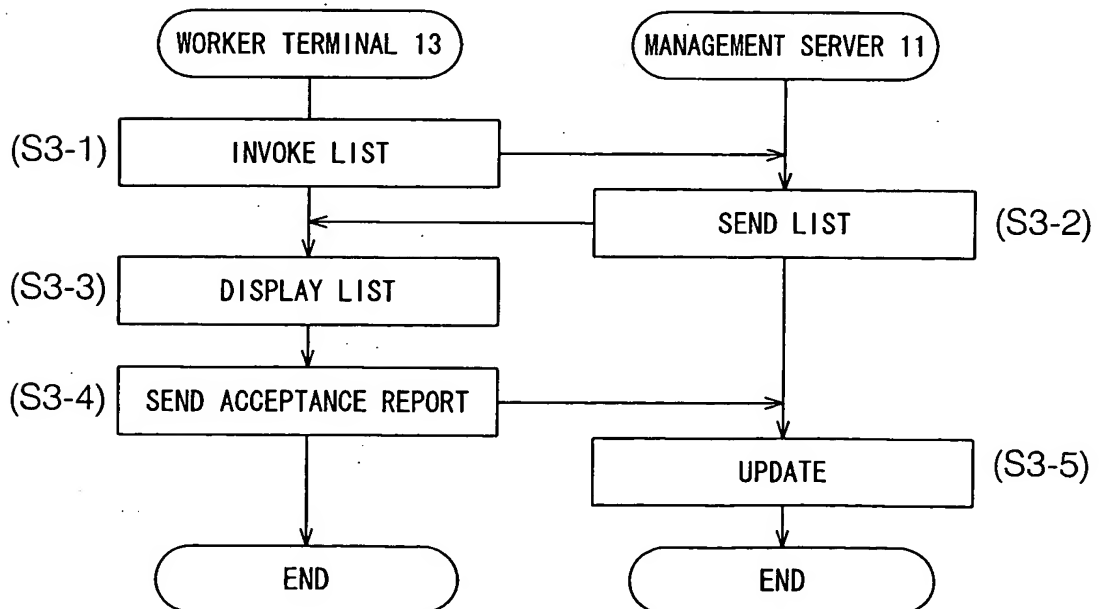 WORKER TERMINAL 13
MANAGEMENT SERVER 11
(S3-1)
INVOKE LIST
SEND LIST
(S3-2)
(S3-3)
DISPLAY LIST
(S3-4)
SEND ACCEPTANCE REPORT
UPDATE
(S3-5)
END
END